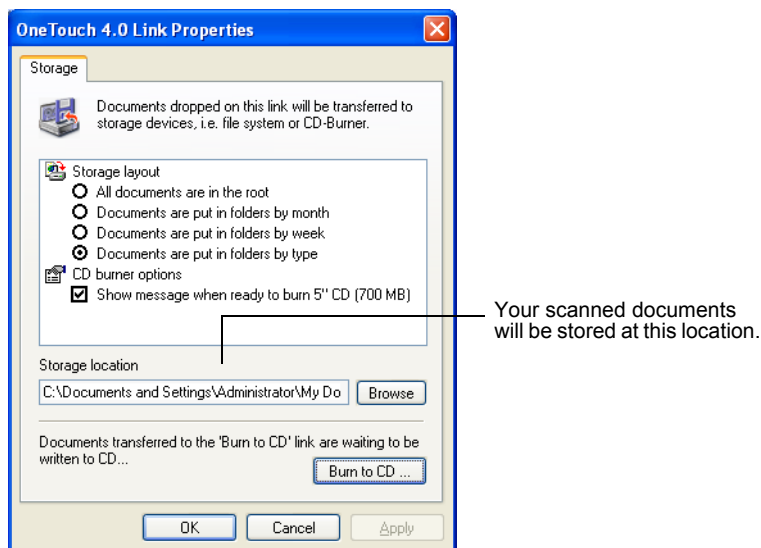 OneTouch 4.0 Link Properties
Storage
Documents dropped on this link will be transferred to
storage devices, i.e. file system or CD-Burner.
Storage layout
All documents are in the root
Documents are put in folders by month
Documents are put in folders by week
Documents are put in folders by type
CD burner options
Show message when ready to burn 5" CD (700 MB)
Your scanned documents
will be stored at this location.
Storage location
C:\Documents and Settings\Administrator\My Do
Browse
Documents transferred to the 'Burn to CD' link are waiting to be
written to CD...
Burn to CD ...
OK
Cancel
Apply